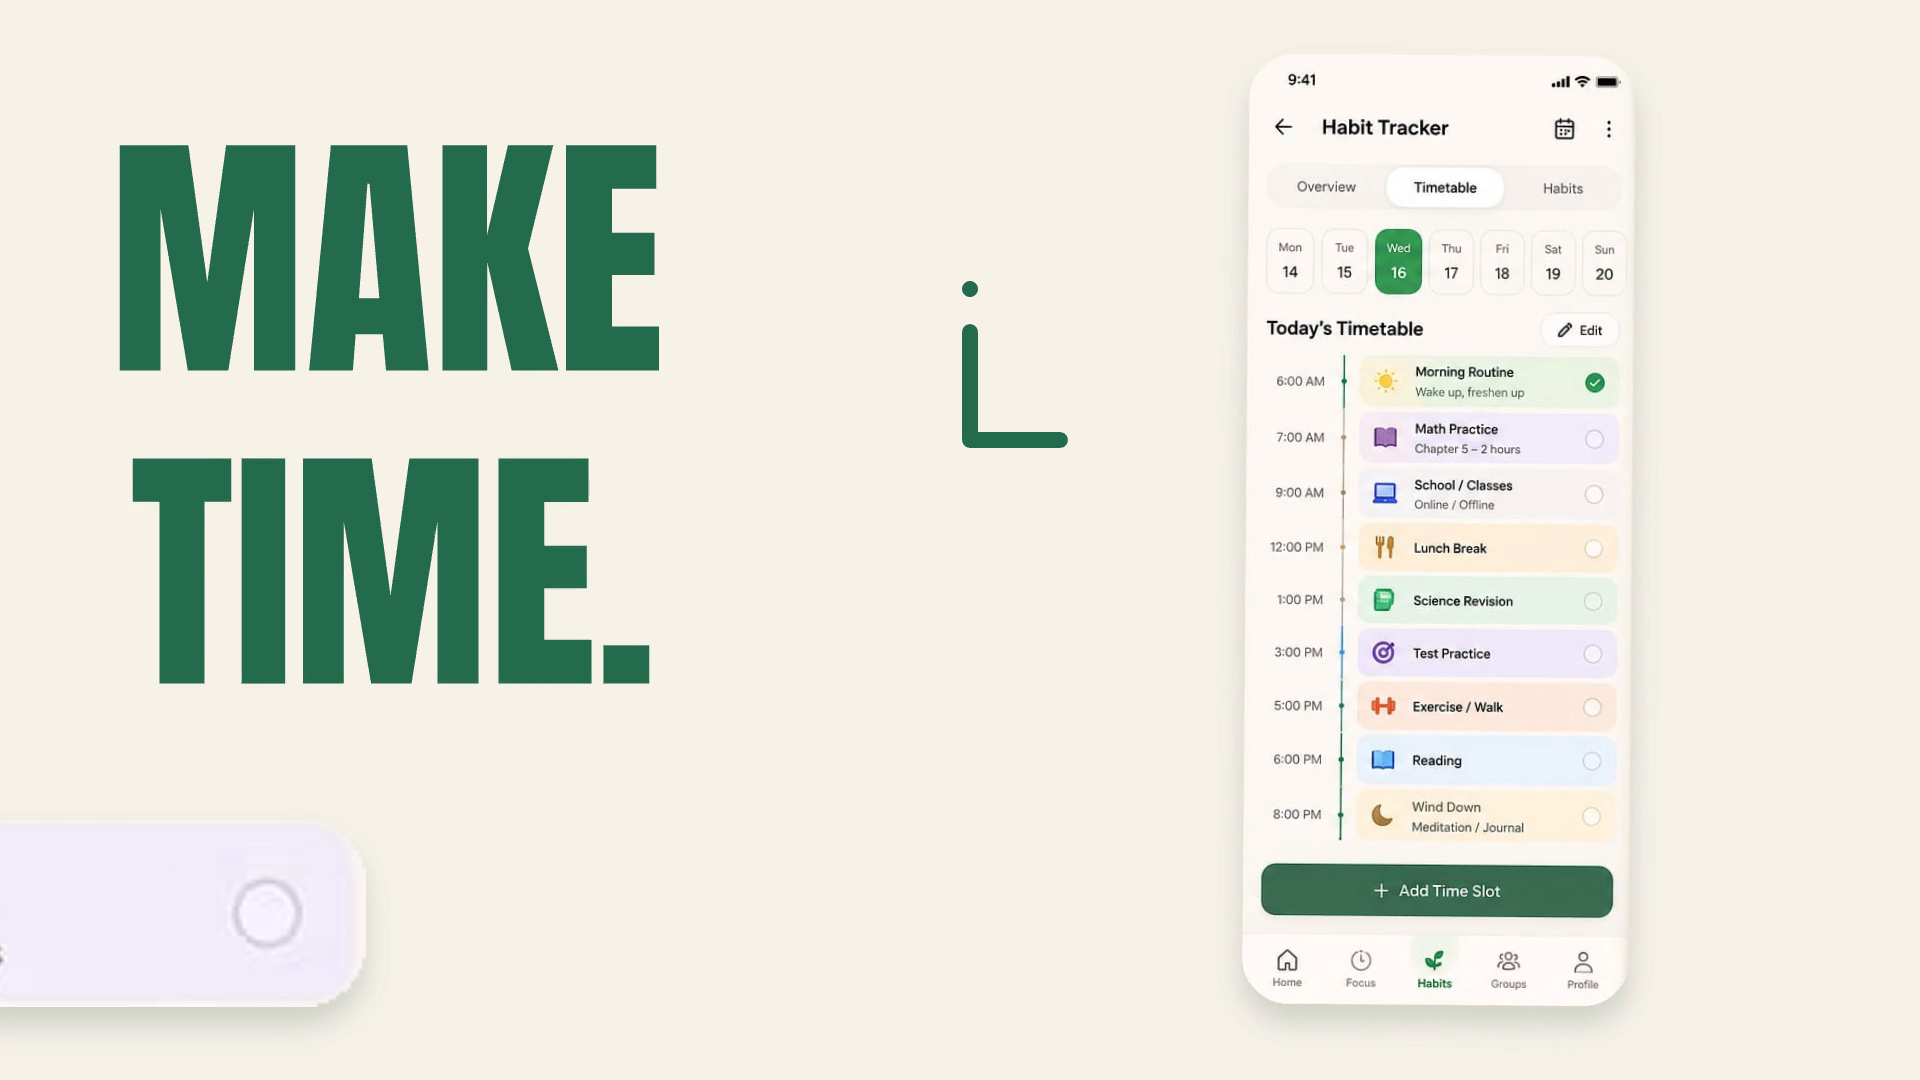 MAKE
TIME.
9:41
Habit Tracker
Overview
Timetable
Habits
Mon
14
Tue
15
Wed
16
Thu
17
Fri
18
Sat
19
Sun
20
Today's Timetable
Edit
6:00 AM
Morning Routine
Wake up, freshen up
7:00 AM
Math Practice
Chapter 5 – 2 hours
9:00 AM
School / Classes
Online / Offline
12:00 PM
Lunch Break
1:00 PM
Science Revision
3:00 PM
Test Practice
5:00 PM
Exercise / Walk
6:00 PM
Reading
8:00 PM
Wind Down
Meditation / Journal
+ Add Time Slot
Home
Focus
Habits
Groups
Profile